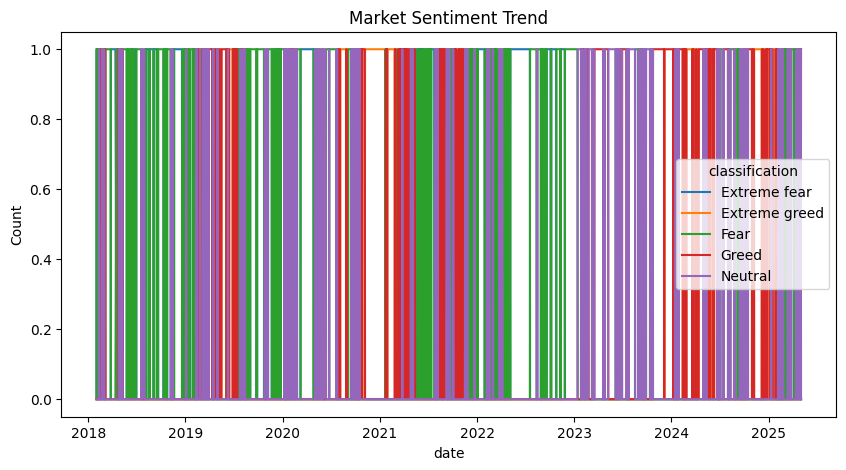 Market Sentiment Trend
Count
1.0
0.8
0.6
0.4
0.2
0.0
classification
Extreme fear
Extreme greed
Fear
Greed
Neutral
2018 2019 2020 2021 2022 2023 2024 2025
date